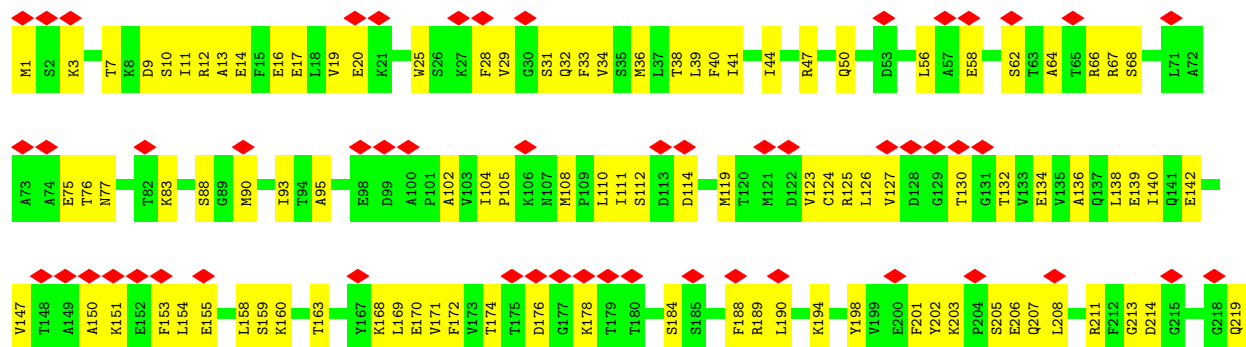 M1 S2 K3 T7 K8 D9 S10 I11 R12 A13 E14 F15 E16 E17 L18 V19 E20 K21 W25 S26 K27 F28 V29 G30 S31 Q32 F33 V34 S35 M36 L37 T38 L39 F40 I41 I44 R47 Q50 D53 L56 A57 E58 S62 T63 A64 T65 R66 R67 S68 L71 A72
A73 A74 E75 T76 N77 T82 K83 S88 G89 M90 I93 T94 A95 E98 D99 A100 P101 A102 V103 I104 P105 K106 N107 M108 P109 L110 I111 S112 D113 D114 M119 T120 M121 D122 V123 C124 R125 L126 V127 D128 G129 T130 G131 T132 V133 E134 V135 A136 Q137 L138 E139 I140 Q141 E142
V147 T148 A149 A150 K151 E152 F153 L154 E155 L158 S159 K160 T163 Y167 K168 L169 E170 V171 F172 V173 T174 T175 D176 G177 K178 T179 T180 S184 S185 F188 R189 L190 K194 Y198 V199 E200 F201 Y202 K203 P204 S205 E206 Q207 L208 R211 F212 G213 D214 G215 G218 Q219